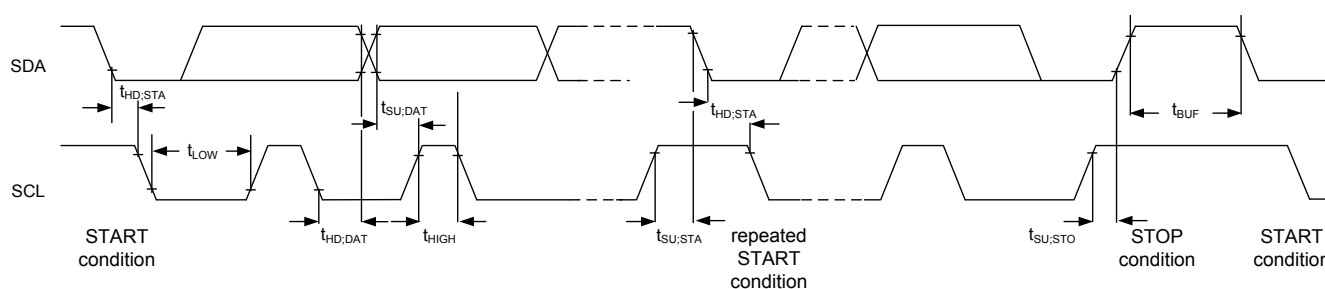 SDA
tHD;STA
tSU;DAT
tHD;STA
tBUF
tLOW
SCL
tHD;DAT
tHIGH
tSU;STA
tSU;STO
START
condition
repeated
START
condition
STOP
condition
START
condition